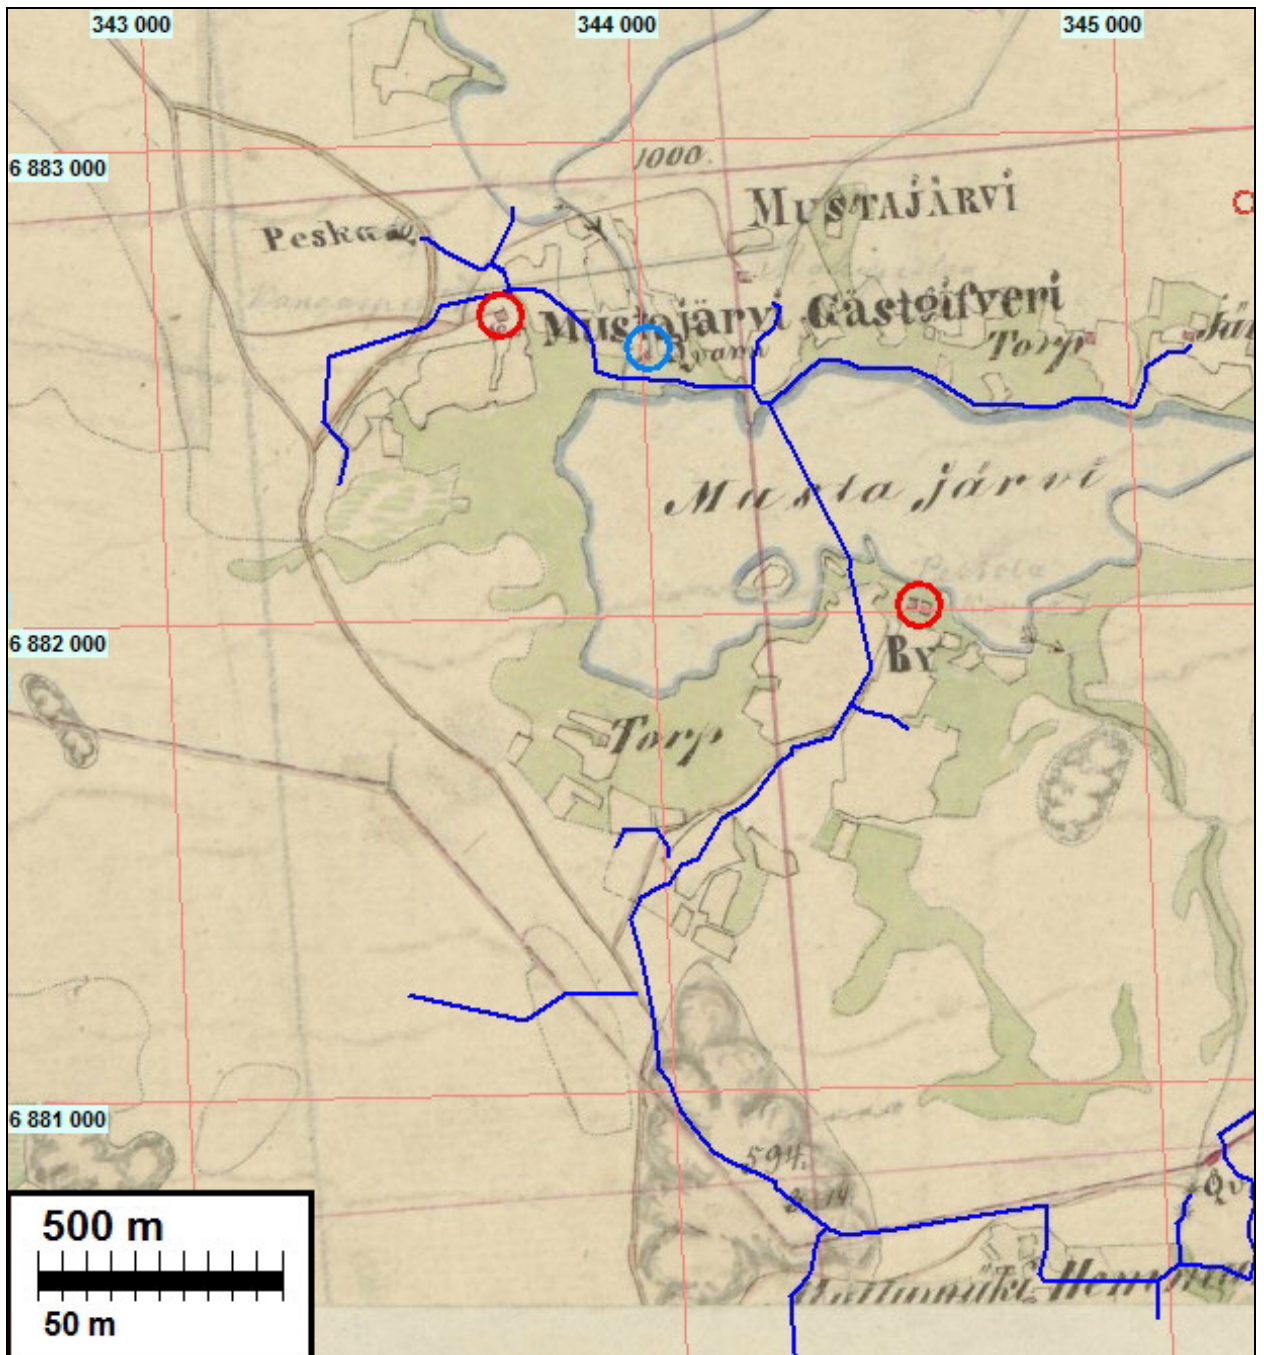 343 000 344 000 345 000
6 883 000
1000.
MUSTAJÄRVI
Peska
Mustajärvi Gästgifveri
Qvarn
Torp
Musta järvi
6 882 000
By
Torp
6 881 000
594.
Qv
500 m
50 m